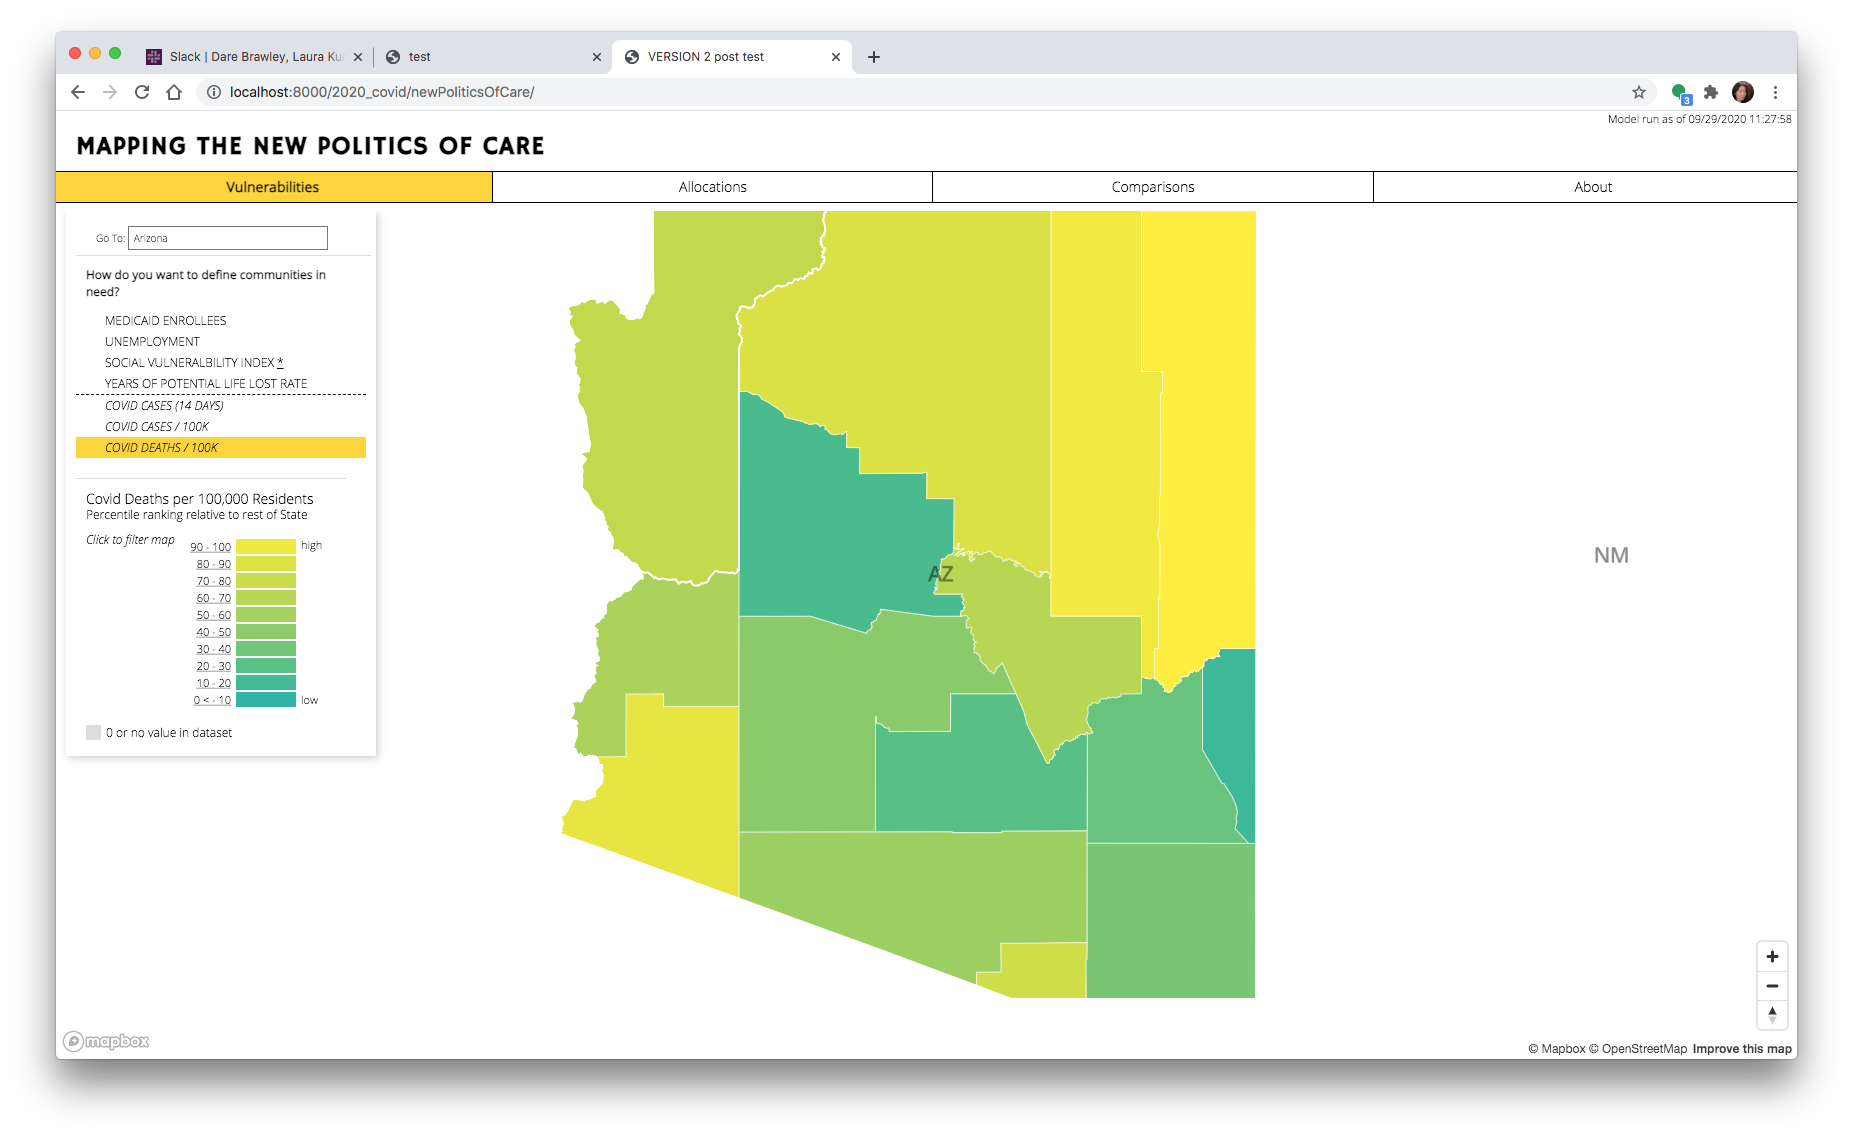 Slack | Dare Brawley, Laura Kur
test
VERSION 2 post test
localhost:8000/2020_covid/newPoliticsOfCare/
3
Model run as of 09/29/2020 11:27:58
MAPPING THE NEW POLITICS OF CARE
Vulnerabilities
Allocations
Comparisons
About
Go To: Arizona
How do you want to define communities in
need?
MEDICAID ENROLLEES
UNEMPLOYMENT
SOCIAL VULNERALBILITY INDEX *
YEARS OF POTENTIAL LIFE LOST RATE
COVID CASES (14 DAYS)
COVID CASES / 100K
COVID DEATHS / 100K
Covid Deaths per 100,000 Residents
Percentile ranking relative to rest of State
Click to filter map
90 - 100 high
80 - 90
70 - 80
60 - 70
50 - 60
40 - 50
30 - 40
20 - 30
10 - 20
0 < - 10 low
0 or no value in dataset
AZ
NM
mapbox
© Mapbox © OpenStreetMap Improve this map